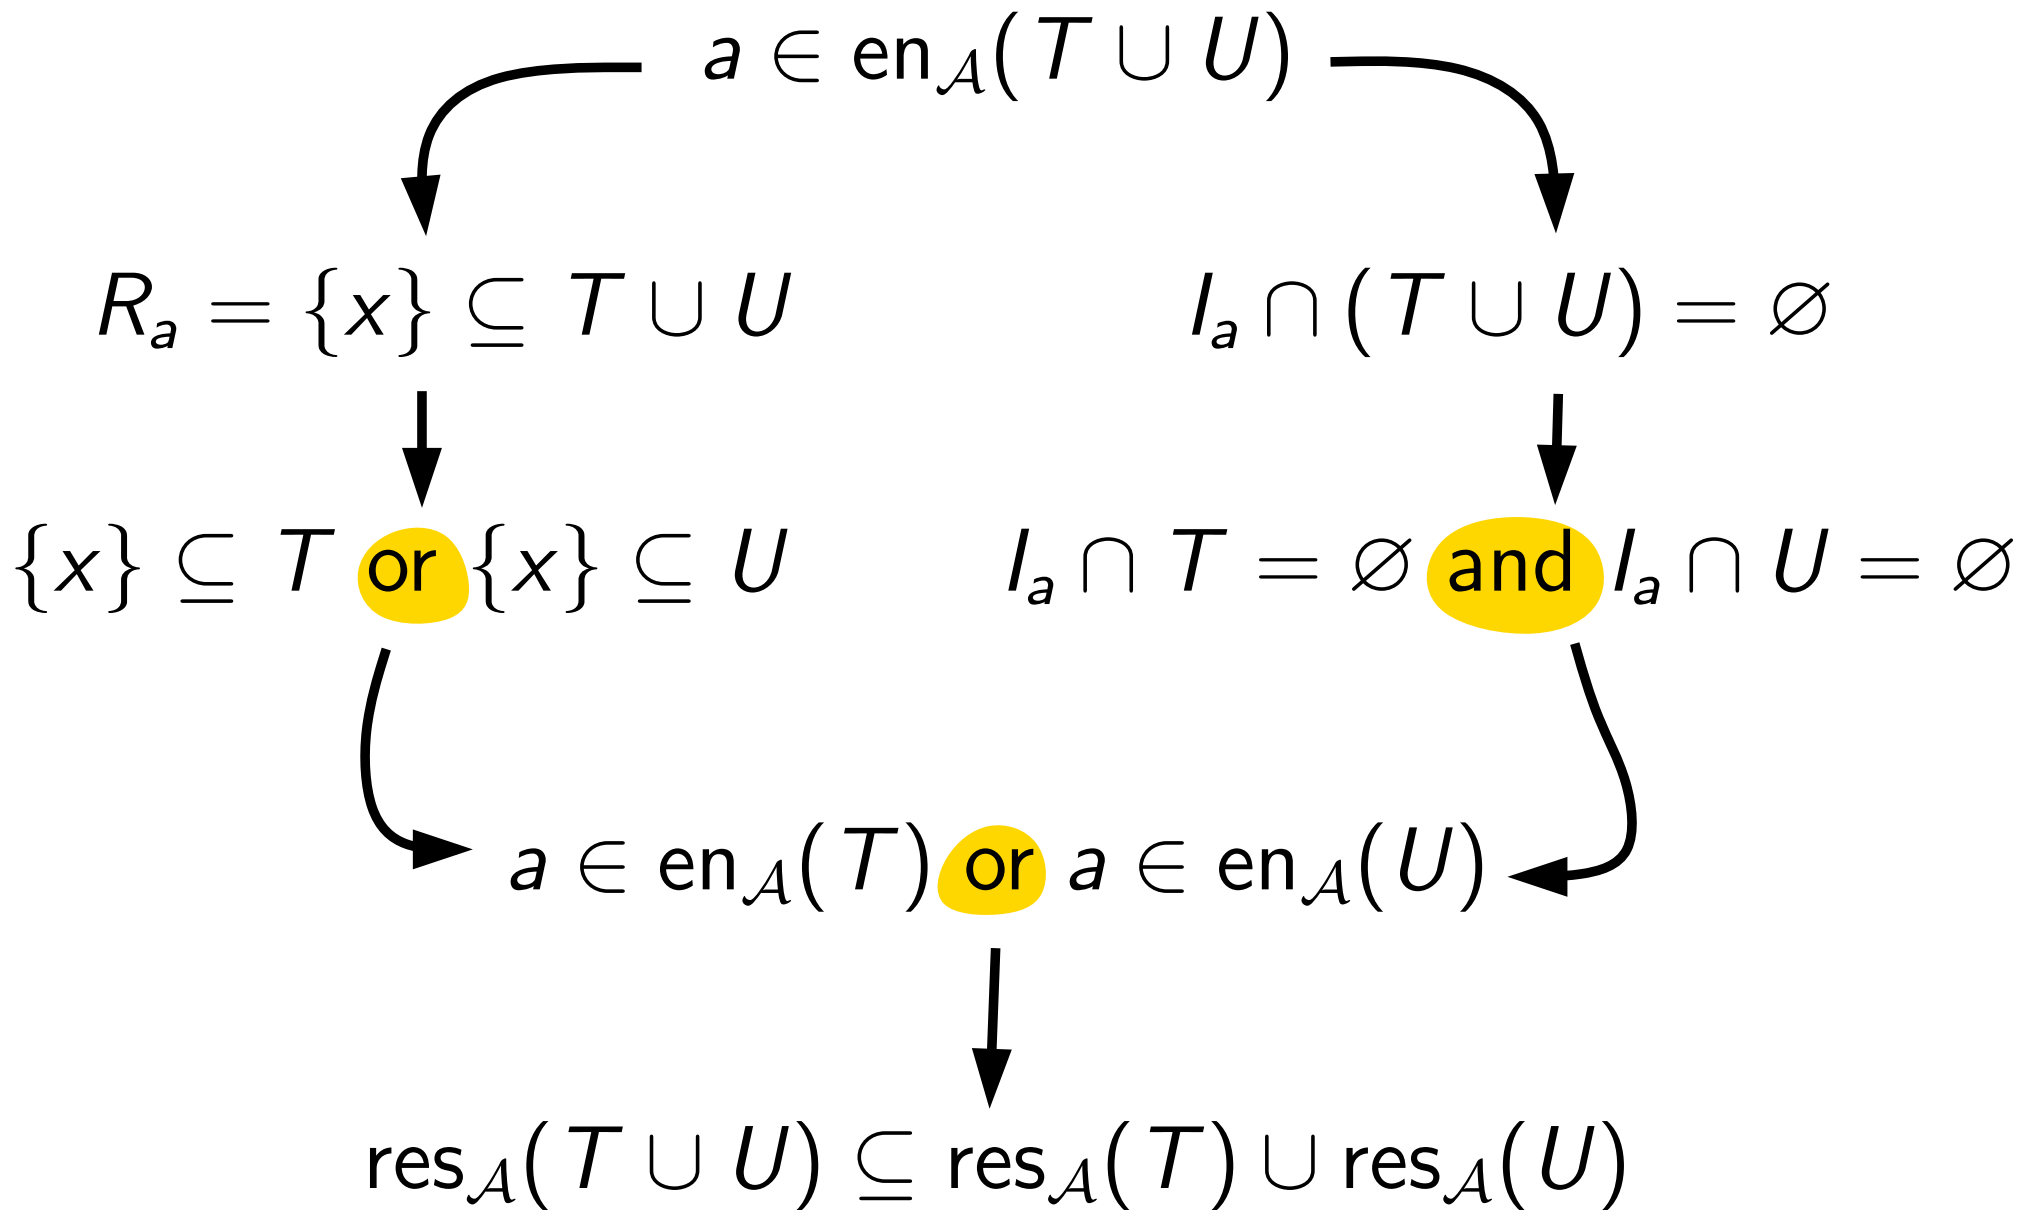 a ∈ en𝒜(T ∪ U)
Rₐ = {x} ⊆ T ∪ U
Iₐ ∩ (T ∪ U) = ∅
{x} ⊆ T or {x} ⊆ U
Iₐ ∩ T = ∅ and Iₐ ∩ U = ∅
a ∈ en𝒜(T) or a ∈ en𝒜(U)
res𝒜(T ∪ U) ⊆ res𝒜(T) ∪ res𝒜(U)